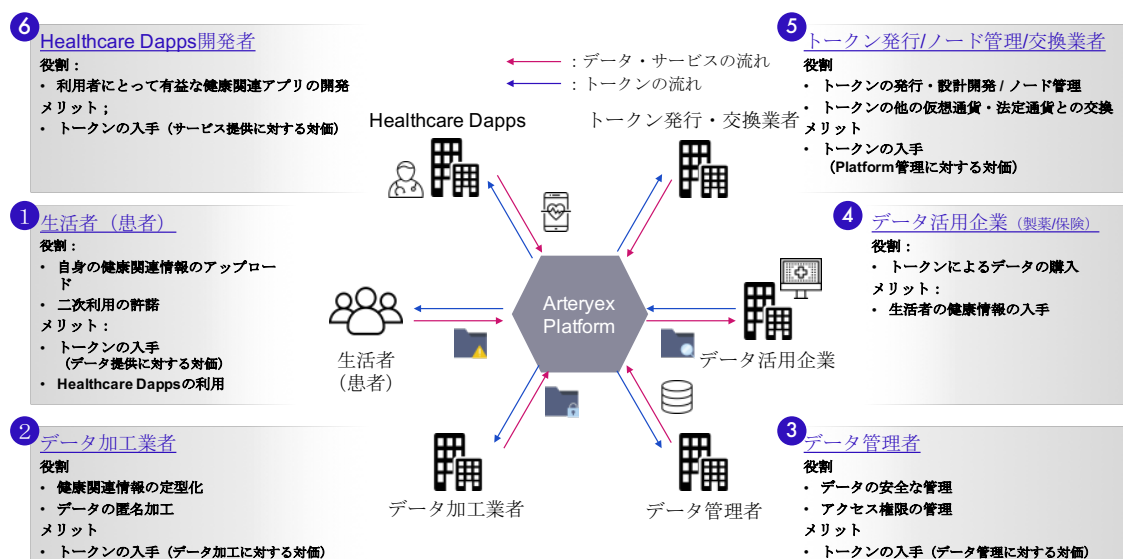 6
Healthcare Dapps開発者
役割：
・ 利用者にとって有益な健康関連アプリの開発
メリット；
・ トークンの入手（サービス提供に対する対価）
：データ・サービスの流れ
：トークンの流れ
5
トークン発行/ノード管理/交換業者
役割
・ トークンの発行・設計開発 / ノード管理
・ トークンの他の仮想通貨・法定通貨との交換
メリット
・ トークンの入手
（Platform管理に対する対価）
Healthcare Dapps
トークン発行・交換業者
1
生活者（患者）
役割：
・ 自身の健康関連情報のアップロー
ド
・ 二次利用の許諾
メリット：
・ トークンの入手
（データ提供に対する対価）
・ Healthcare Dappsの利用
4
データ活用企業（製薬/保険）
役割：
・ トークンによるデータの購入
メリット：
・ 生活者の健康情報の入手
Arteryex
Platform
生活者
（患者）
データ活用企業
2
データ加工業者
役割
・ 健康関連情報の定型化
・ データの匿名加工
メリット
・ トークンの入手（データ加工に対する対価）
データ加工業者
データ管理者
3
データ管理者
役割
・ データの安全な管理
・ アクセス権限の管理
メリット
・ トークンの入手（データ管理に対する対価）